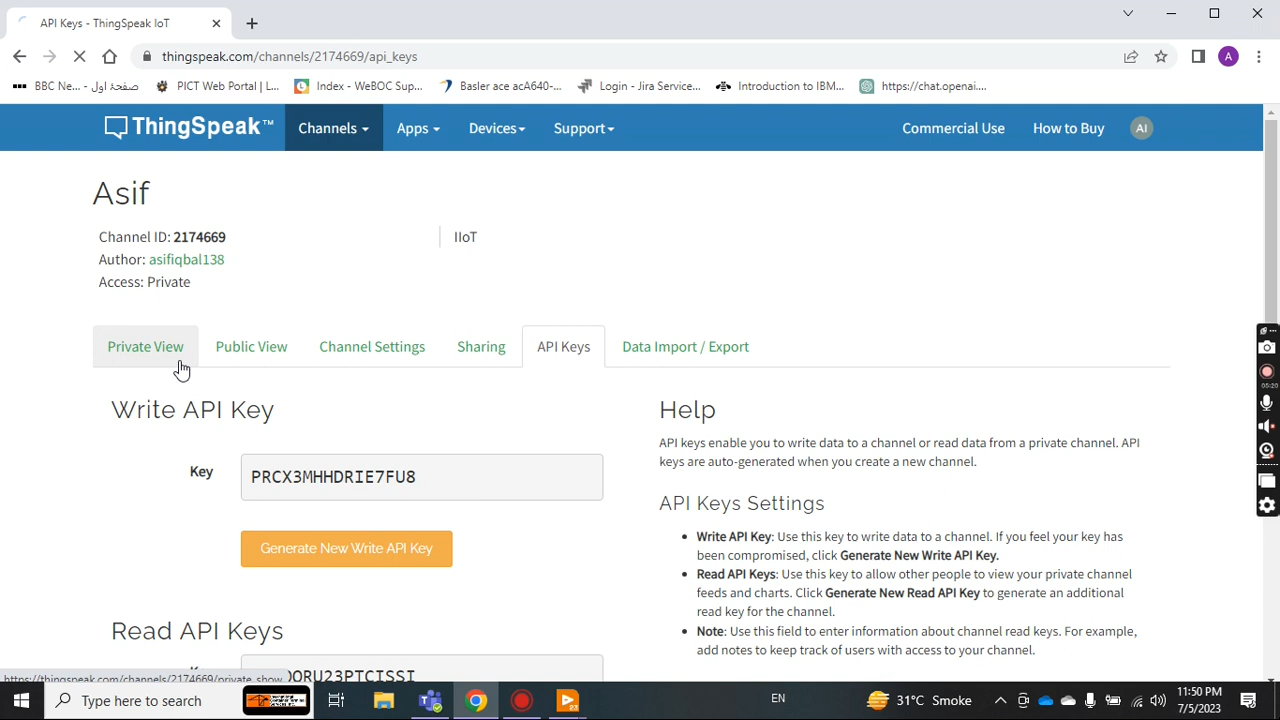 API Keys - ThingSpeak IoT
thingspeak.com/channels/2174669/api_keys
BBC Ne... - صفحۂ اول
PICT Web Portal | L...
Index - WeBOC Sup...
Basler ace acA640-...
Login - Jira Service...
Introduction to IBM...
https://chat.openai....
A
ThingSpeak™
Channels
Apps
Devices
Support
Commercial Use
How to Buy
AI
Asif
Channel ID: 2174669
IIoT
Author: asifiqbal138
Access: Private
Private View
Public View
Channel Settings
Sharing
API Keys
Data Import / Export
Write API Key
Key
PRCX3MHHDRIE7FU8
Generate New Write API Key
Read API Keys
Help
API keys enable you to write data to a channel or read data from a private channel. API
keys are auto-generated when you create a new channel.
API Keys Settings
• Write API Key: Use this key to write data to a channel. If you feel your key has
been compromised, click Generate New Write API Key.
• Read API Keys: Use this key to allow other people to view your private channel
feeds and charts. Click Generate New Read API Key to generate an additional
read key for the channel.
• Note: Use this field to enter information about channel read keys. For example,
add notes to keep track of users with access to your channel.
https://thingspeak.com/channels/2174669/private_show
Type here to search
EN
31°C Smoke
11:50 PM
7/5/2023